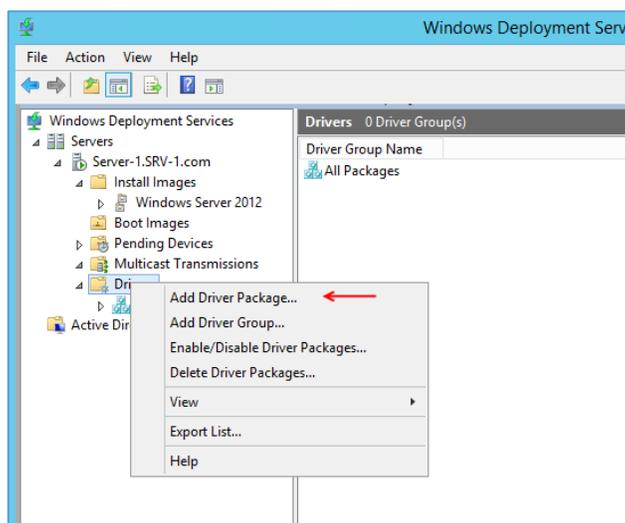 Windows Deployment Serv
File Action View Help
Windows Deployment Services
Servers
Server-1.SRV-1.com
Install Images
Windows Server 2012
Boot Images
Pending Devices
Multicast Transmissions
Dri
Active Dir
Drivers 0 Driver Group(s)
Driver Group Name
All Packages
Add Driver Package...
Add Driver Group...
Enable/Disable Driver Packages...
Delete Driver Packages...
View
Export List...
Help